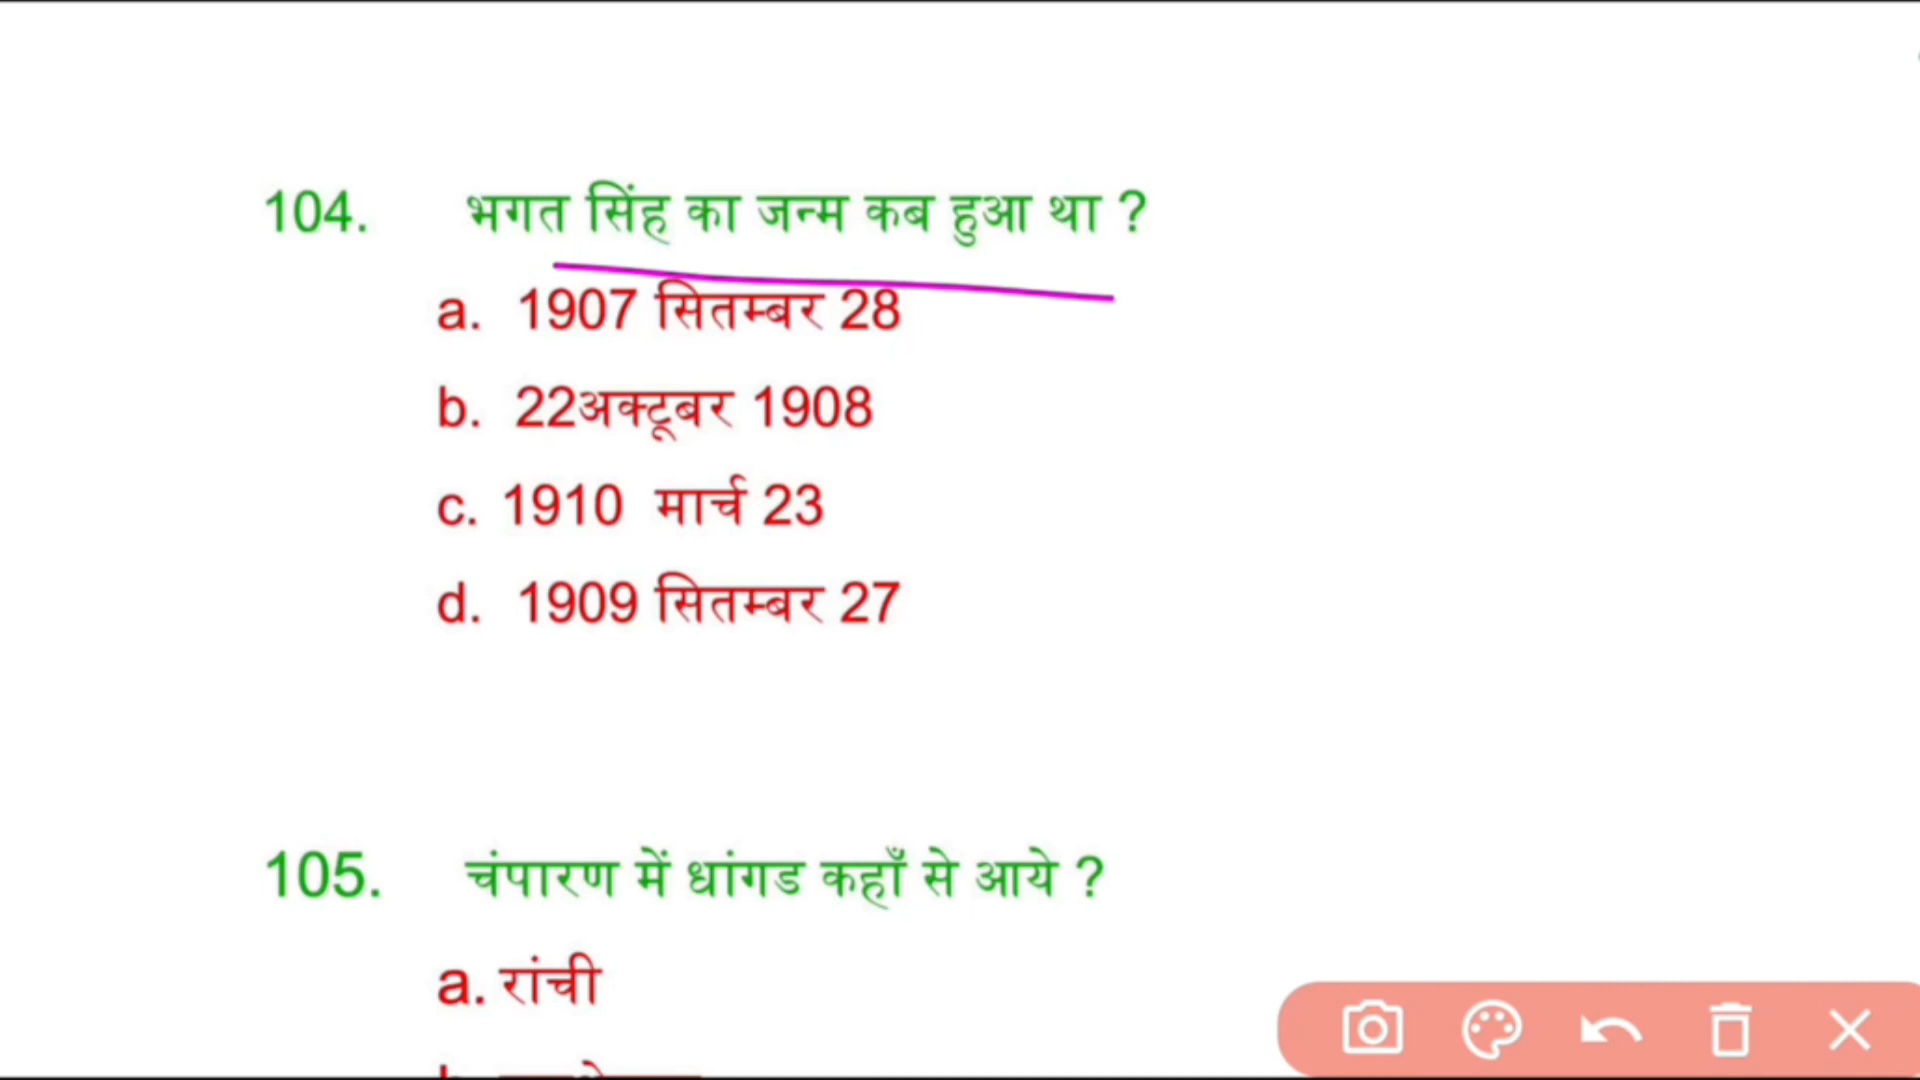 104. भगत सिंह का जन्म कब हुआ था ?
a. 1907 सितम्बर 28
b. 22अक्टूबर 1908
c. 1910 मार्च 23
d. 1909 सितम्बर 27
105. चंपारण में धांगड कहाँ से आये ?
a. रांची